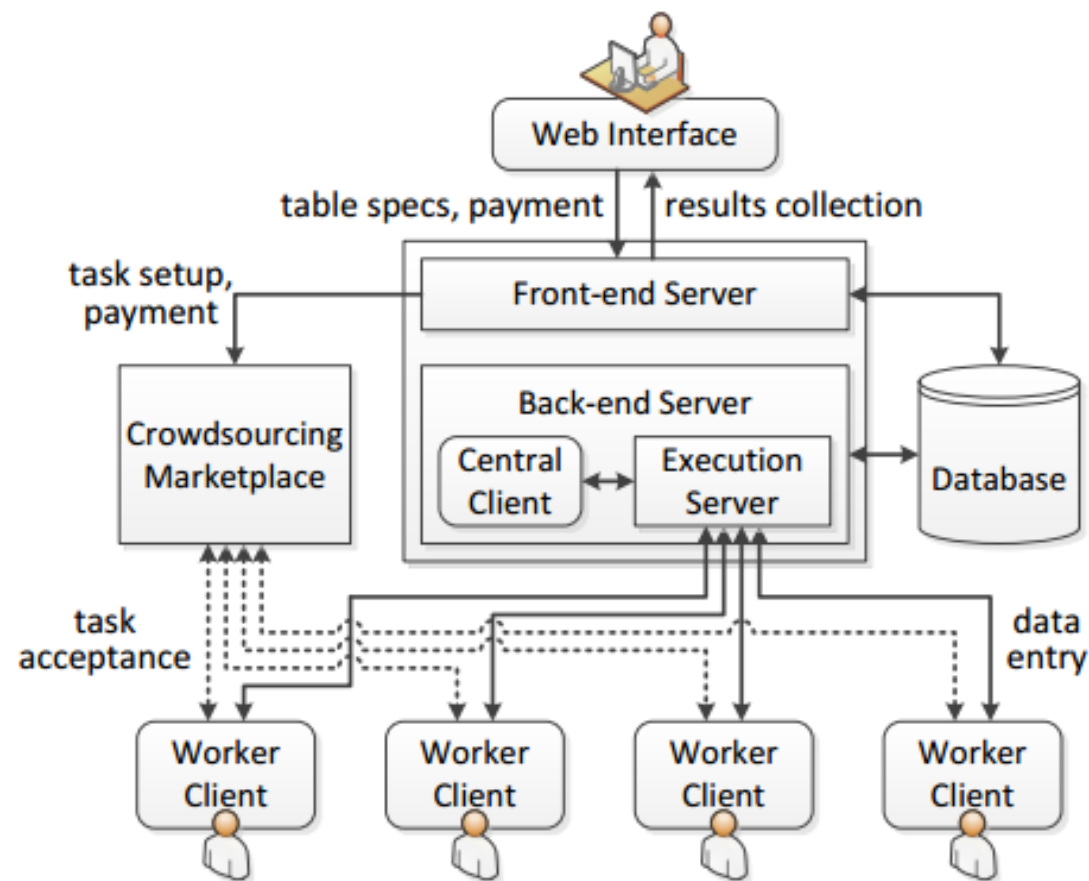 Web Interface
table specs, payment
results collection
task setup,
payment
Front-end Server
Crowdsourcing
Marketplace
Back-end Server
Central
Client
Execution
Server
Database
task
acceptance
data
entry
Worker
Client
Worker
Client
Worker
Client
Worker
Client